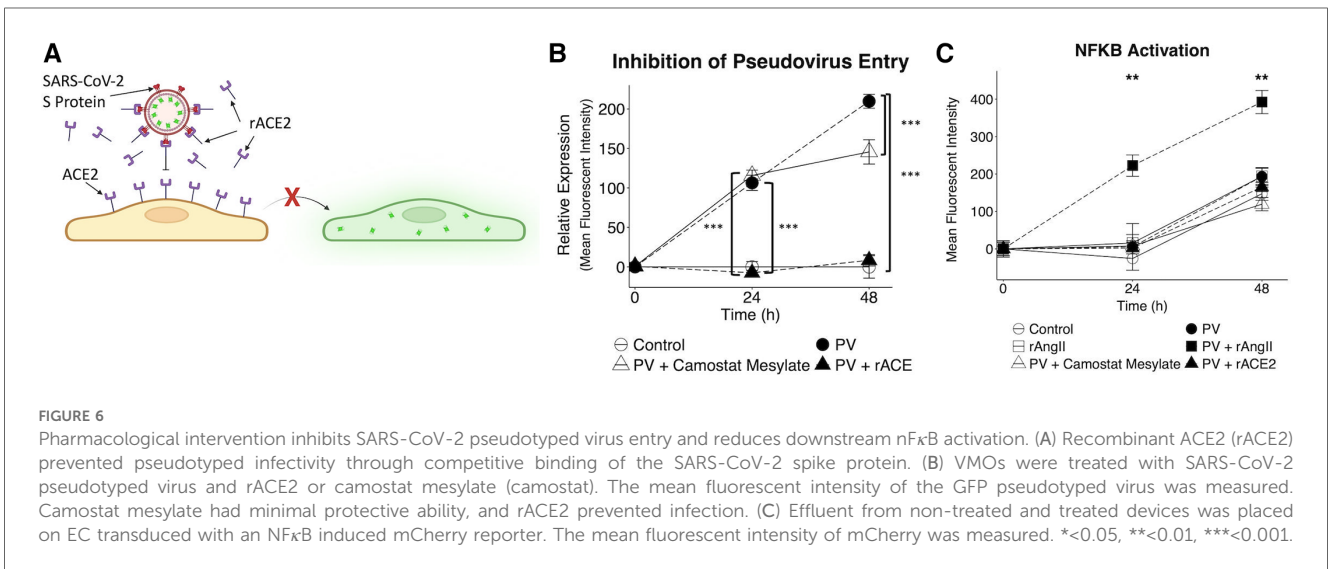 A
SARS-CoV-2
S Protein
rACE2
ACE2
X
B
Inhibition of Pseudovirus Entry
Relative Expression
(Mean Fluorescent Intensity)
200
150
100
50
0
***
***
***
***
0 24 48
Time (h)
Control PV
PV + Camostat Mesylate PV + rACE
C
NFKB Activation
Mean Fluorescent Intensity
400
300
200
100
0
** **
0 24 48
Time (h)
Control PV
rAngII PV + rAngII
PV + Camostat Mesylate PV + rACE2
FIGURE 6
Pharmacological intervention inhibits SARS-CoV-2 pseudotyped virus entry and reduces downstream nFκB activation. (A) Recombinant ACE2 (rACE2)
prevented pseudotyped infectivity through competitive binding of the SARS-CoV-2 spike protein. (B) VMOs were treated with SARS-CoV-2
pseudotyped virus and rACE2 or camostat mesylate (camostat). The mean fluorescent intensity of the GFP pseudotyped virus was measured.
Camostat mesylate had minimal protective ability, and rACE2 prevented infection. (C) Effluent from non-treated and treated devices was placed
on EC transduced with an NFκB induced mCherry reporter. The mean fluorescent intensity of mCherry was measured. *<0.05, **<0.01, ***<0.001.